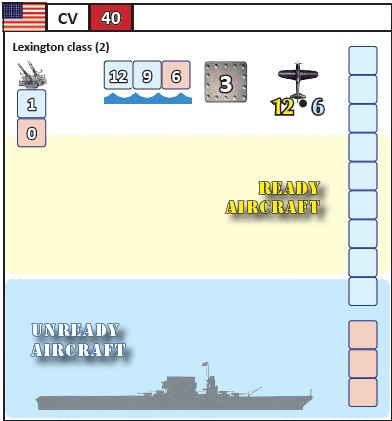 CV 40
Lexington class (2)
12 9 6 3
1
12 6
0
READY
AIRCRAFT
UNREADY
AIRCRAFT